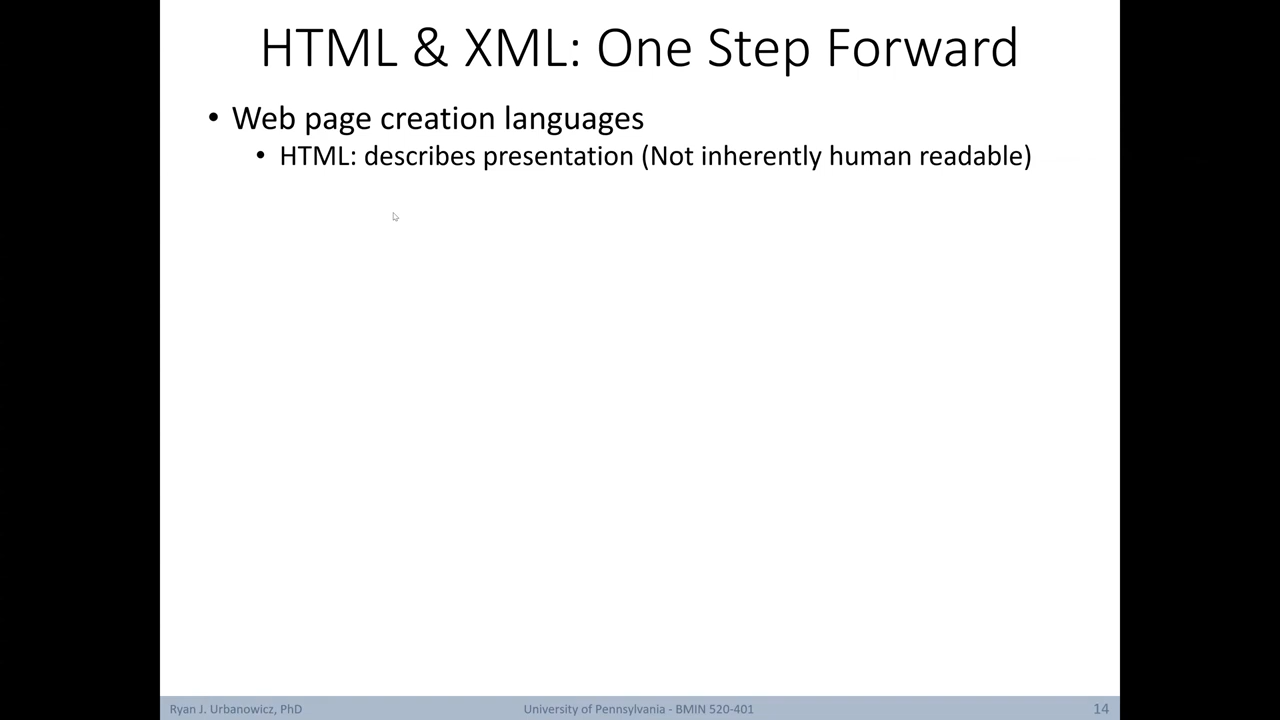 HTML & XML: One Step Forward
• Web page creation languages
• HTML: describes presentation (Not inherently human readable)
Ryan J. Urbanowicz, PhD
University of Pennsylvania - BMIN 520-401
14